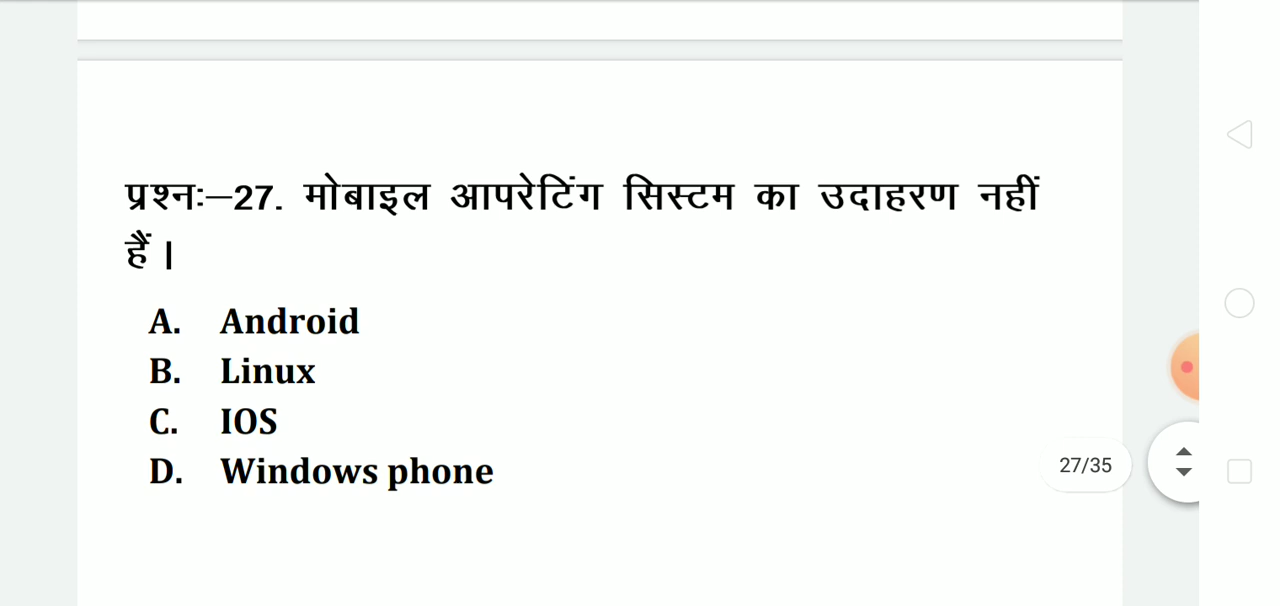 प्रश्नः–27. मोबाइल आपरेटिंग सिस्टम का उदाहरण नहीं
हैं।
A. Android
B. Linux
C. IOS
D. Windows phone
27/35